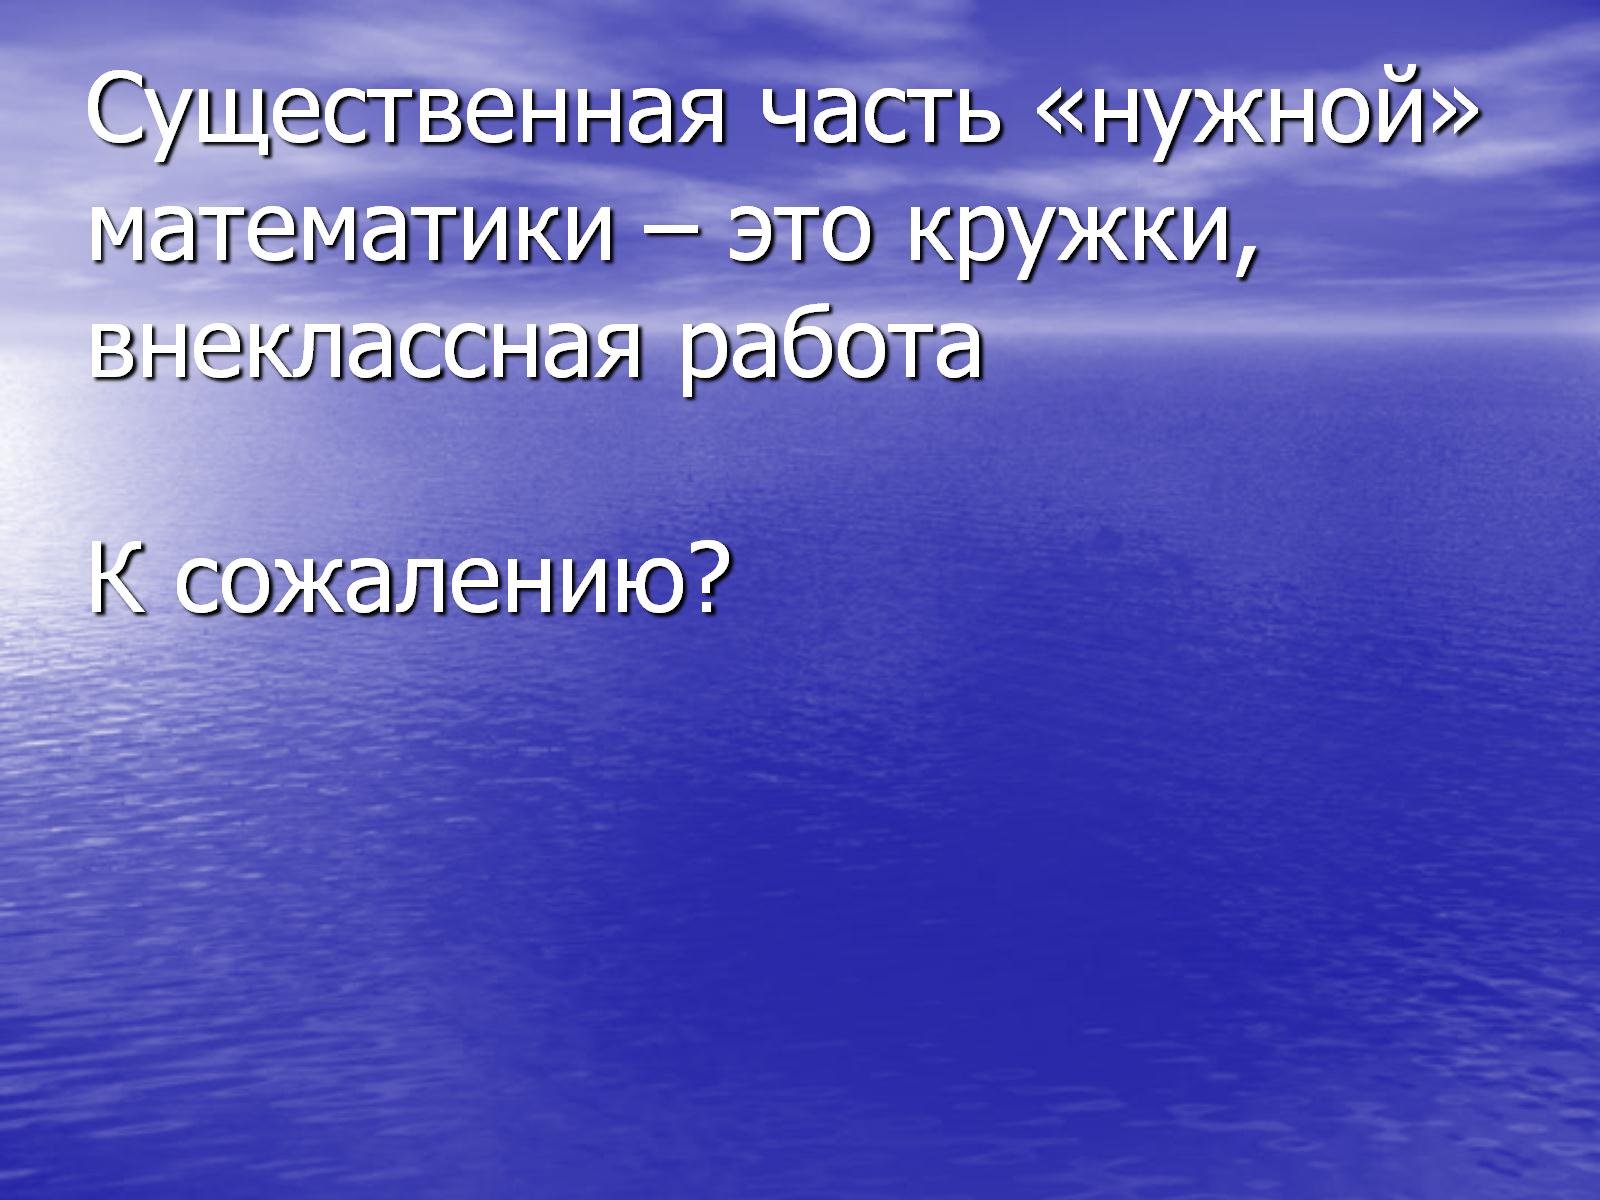 Существенная часть «нужной»
математики – это кружки,
внеклассная работа
К сожалению?